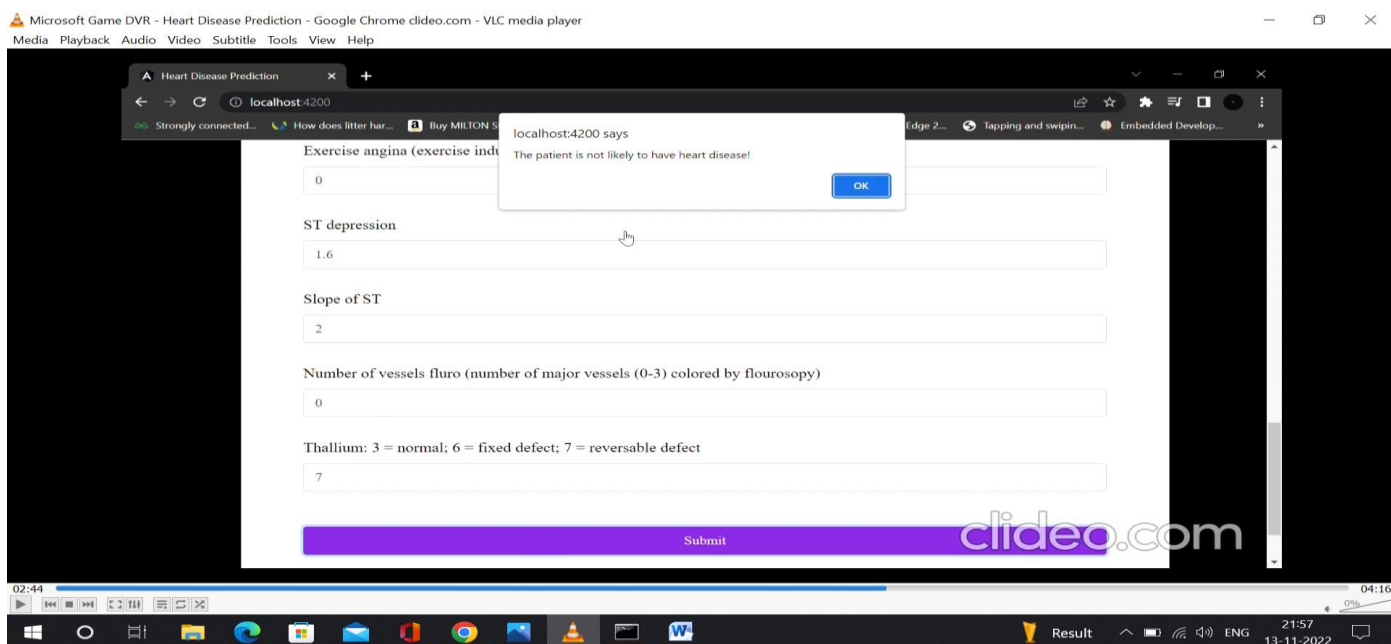 Microsoft Game DVR - Heart Disease Prediction - Google Chrome clideo.com - VLC media player
Media Playback Audio Video Subtitle Tools View Help
Heart Disease Prediction
localhost:4200
Strongly connected... How does litter har... Buy MILTON S Edge 2... Tapping and swipin... Embedded Develop...
localhost:4200 says
The patient is not likely to have heart disease!
OK
Exercise angina (exercise indu
0
ST depression
1.6
Slope of ST
2
Number of vessels fluro (number of major vessels (0-3) colored by flourosopy)
0
Thallium: 3 = normal; 6 = fixed defect; 7 = reversable defect
7
Submit
clideo.com
02:44 04:16
0%
Result ENG 21:57
13-11-2022